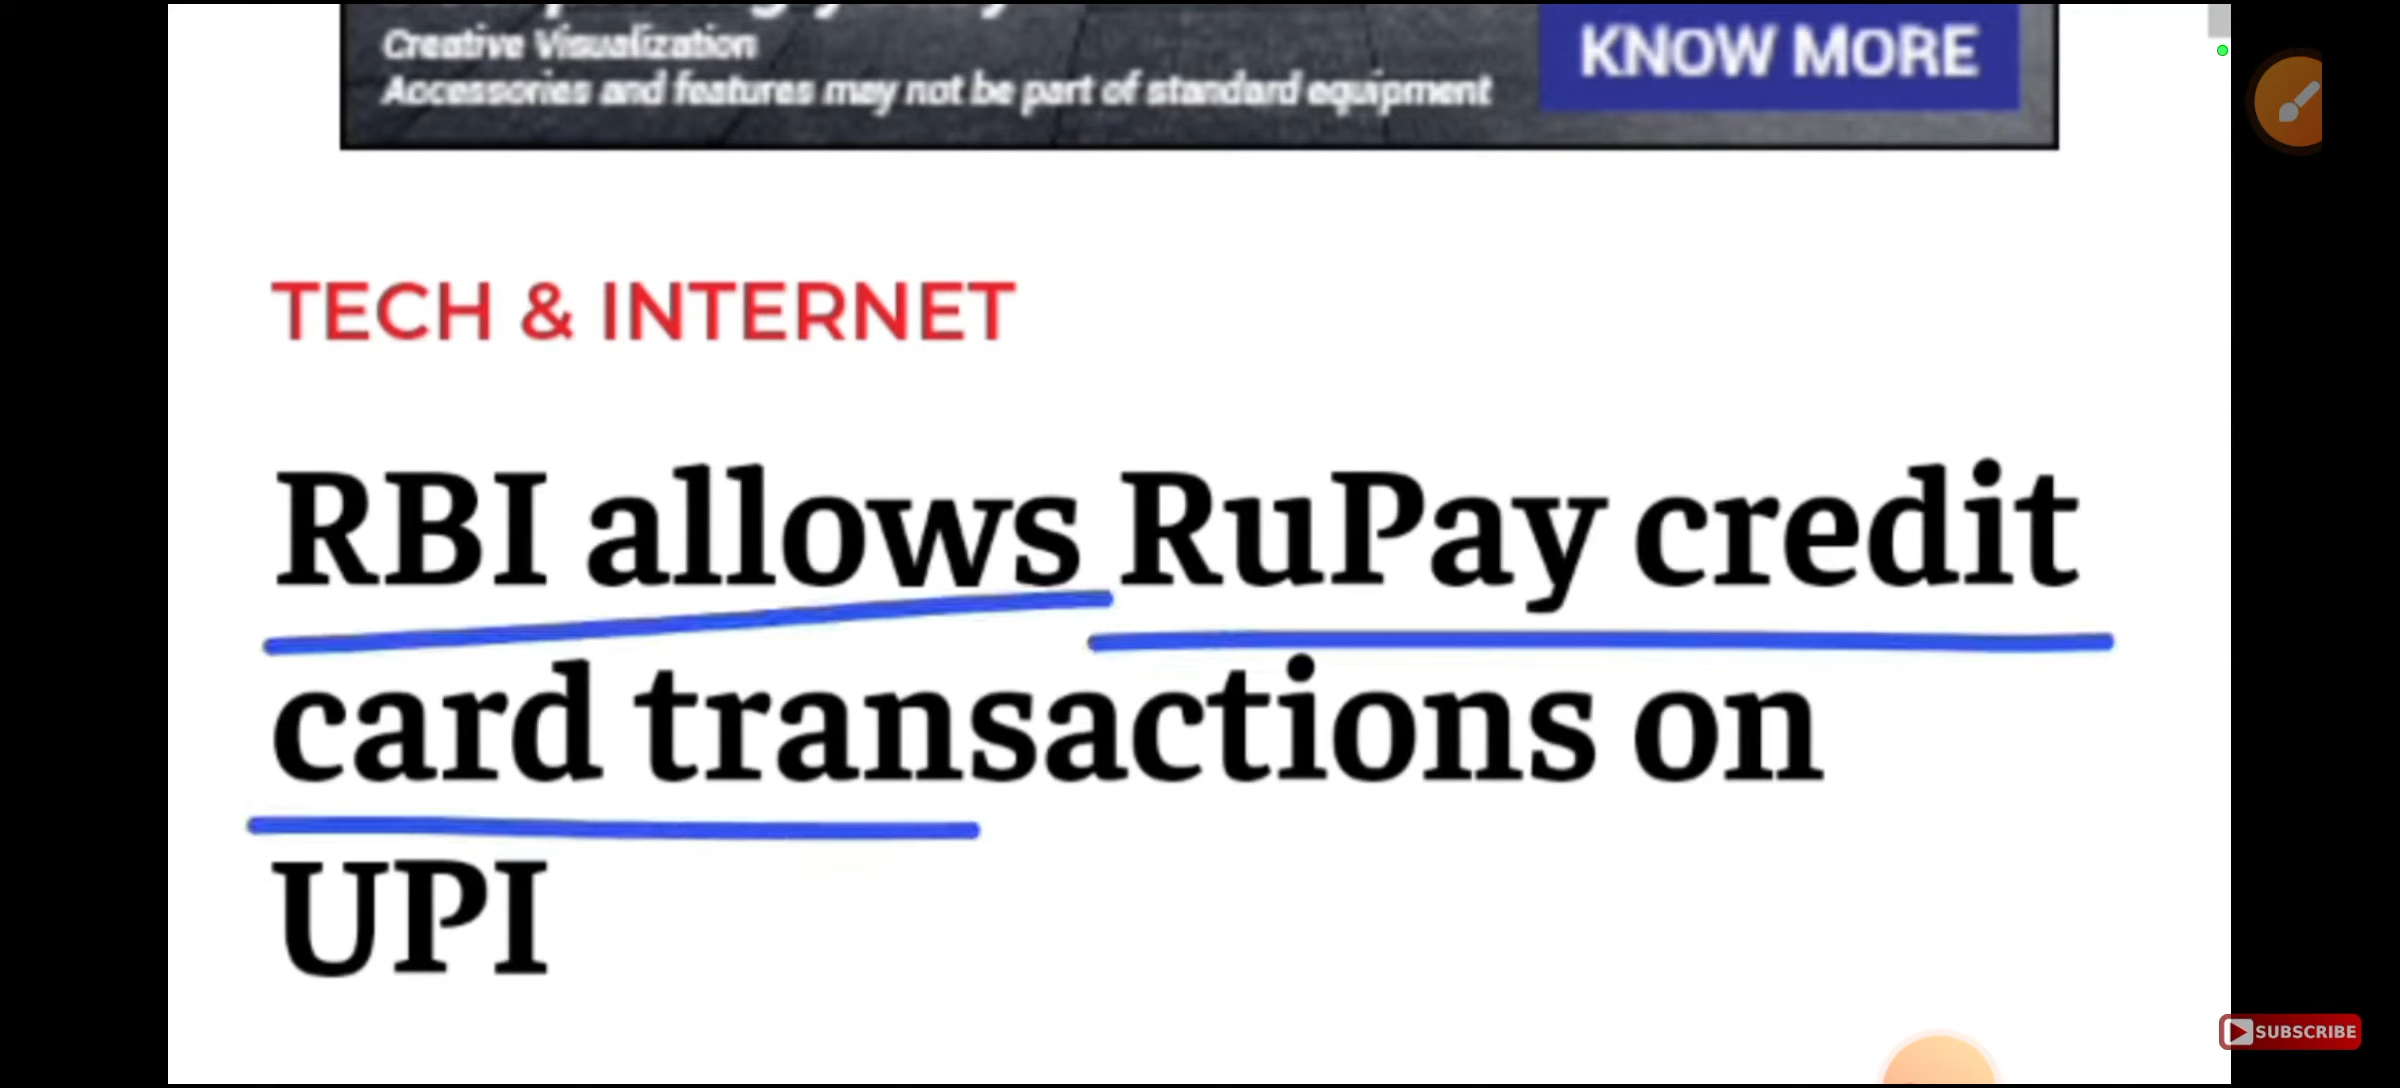 Creative Visualization
Accessories and features may not be part of standard equipment
KNOW MORE
TECH & INTERNET
RBI allows RuPay credit
card transactions on
UPI
SUBSCRIBE